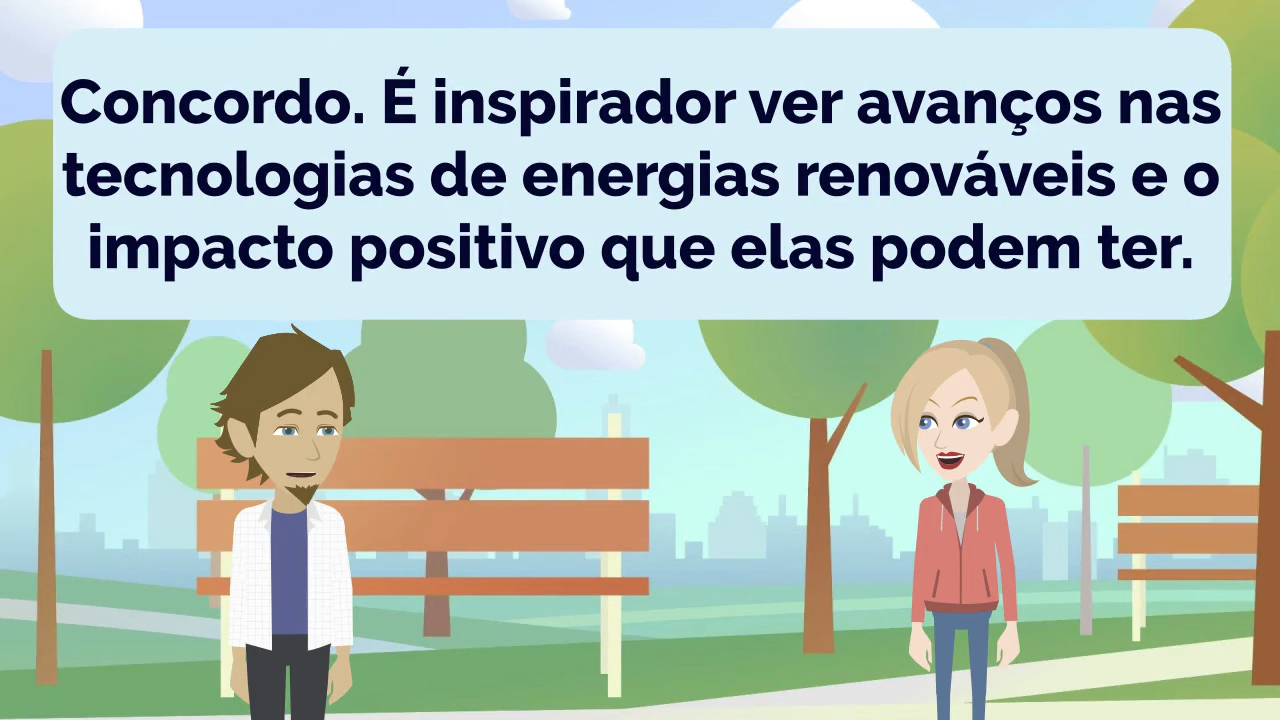 Concordo. É inspirador ver avanços nas
tecnologias de energias renováveis e o
impacto positivo que elas podem ter.